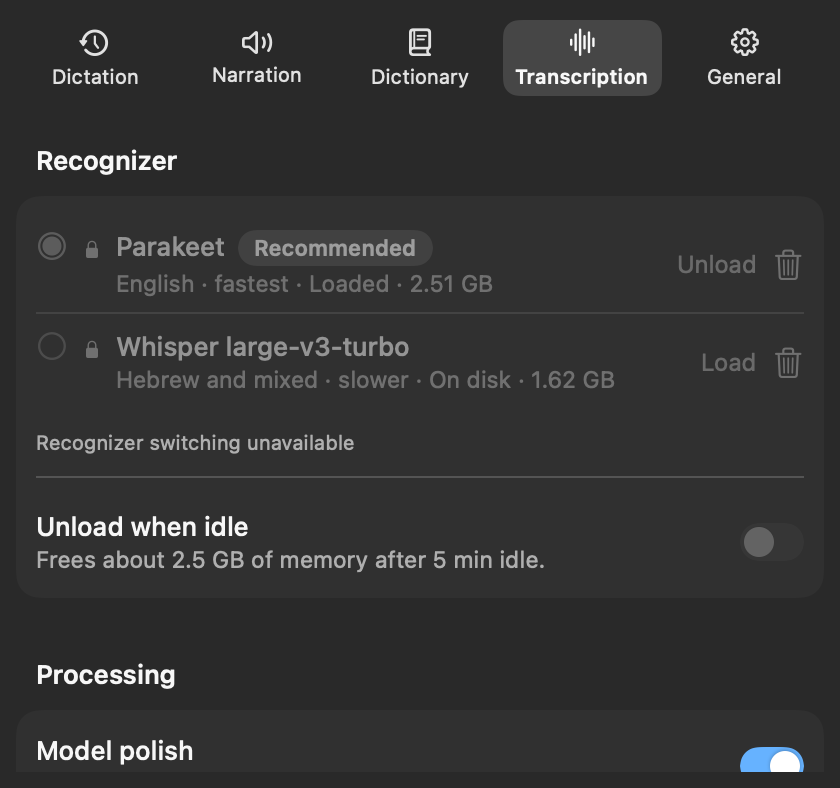 Dictation
Narration
Dictionary
Transcription
General
Recognizer
Parakeet Recommended
English · fastest · Loaded · 2.51 GB
Unload
Whisper large-v3-turbo
Hebrew and mixed · slower · On disk · 1.62 GB
Load
Recognizer switching unavailable
Unload when idle
Frees about 2.5 GB of memory after 5 min idle.
Processing
Model polish